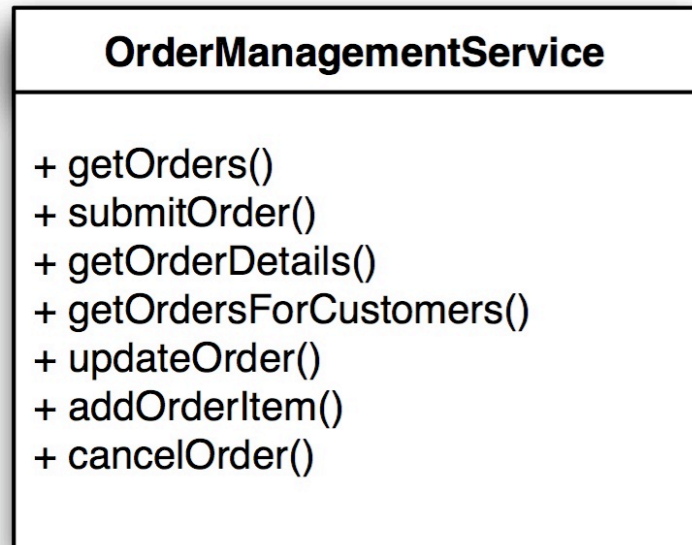 OrderManagementService
+ getOrders()
+ submitOrder()
+ getOrderDetails()
+ getOrdersForCustomers()
+ updateOrder()
+ addOrderItem()
+ cancelOrder()